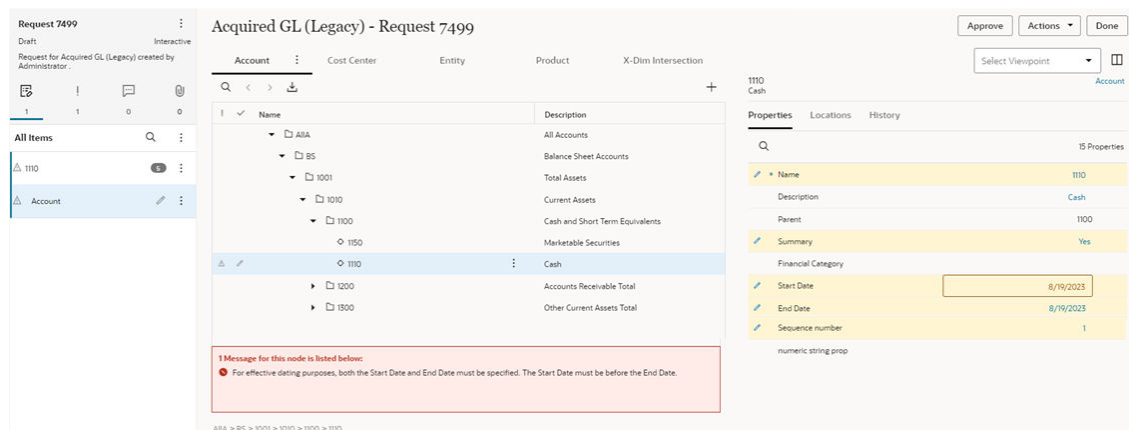 Request 7499
Draft Interactive
Request for Acquired GL (Legacy) created by
Administrator .
1 1 0 0
All Items
1110 5
Account
Acquired GL (Legacy) - Request 7499
Approve Actions Done
Account Cost Center Entity Product X-Dim Intersection
Select Viewpoint
Name Description
AllA All Accounts
BS Balance Sheet Accounts
1001 Total Assets
1010 Current Assets
1100 Cash and Short Term Equivalents
1150 Marketable Securities
1110 Cash
1200 Accounts Receivable Total
1300 Other Current Assets Total
1 Message for this node is listed below:
For effective dating purposes, both the Start Date and End Date must be specified. The Start Date must be before the End Date.
AllA > BS > 1001 > 1010 > 1100 > 1110
1110 Account
Cash
Properties Locations History
15 Properties
* Name 1110
Description Cash
Parent 1100
Summary Yes
Financial Category
Start Date 8/19/2023
End Date 8/19/2023
Sequence number 1
numeric string prop